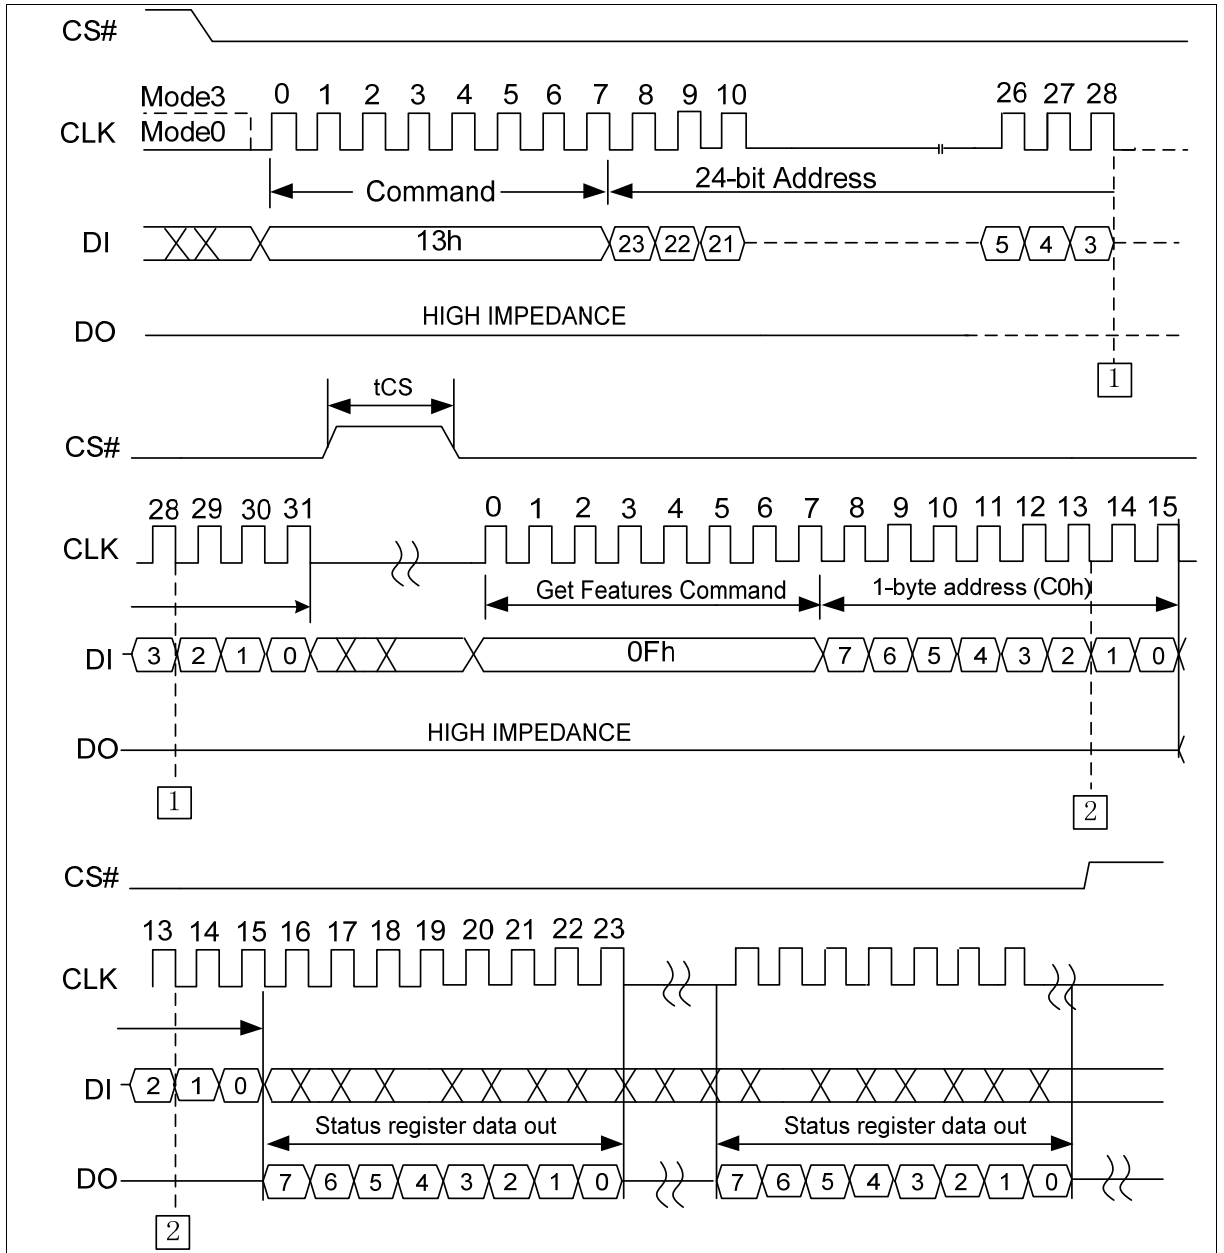 CS#
Mode3
0 1 2 3 4 5 6 7 8 9 10 26 27 28
CLK
Mode0
24-bit Address
Command
DI
13h
23 22 21 5 4 3
HIGH IMPEDANCE
DO
1
tCS
CS#
28 29 30 31 0 1 2 3 4 5 6 7 8 9 10 11 12 13 14 15
CLK
Get Features Command
1-byte address (C0h)
DI
3 2 1 0 0Fh 7 6 5 4 3 2 1 0
HIGH IMPEDANCE
DO
1
2
CS#
13 14 15 16 17 18 19 20 21 22 23
CLK
DI
2 1 0
Status register data out
Status register data out
DO
7 6 5 4 3 2 1 0 7 6 5 4 3 2 1 0
2